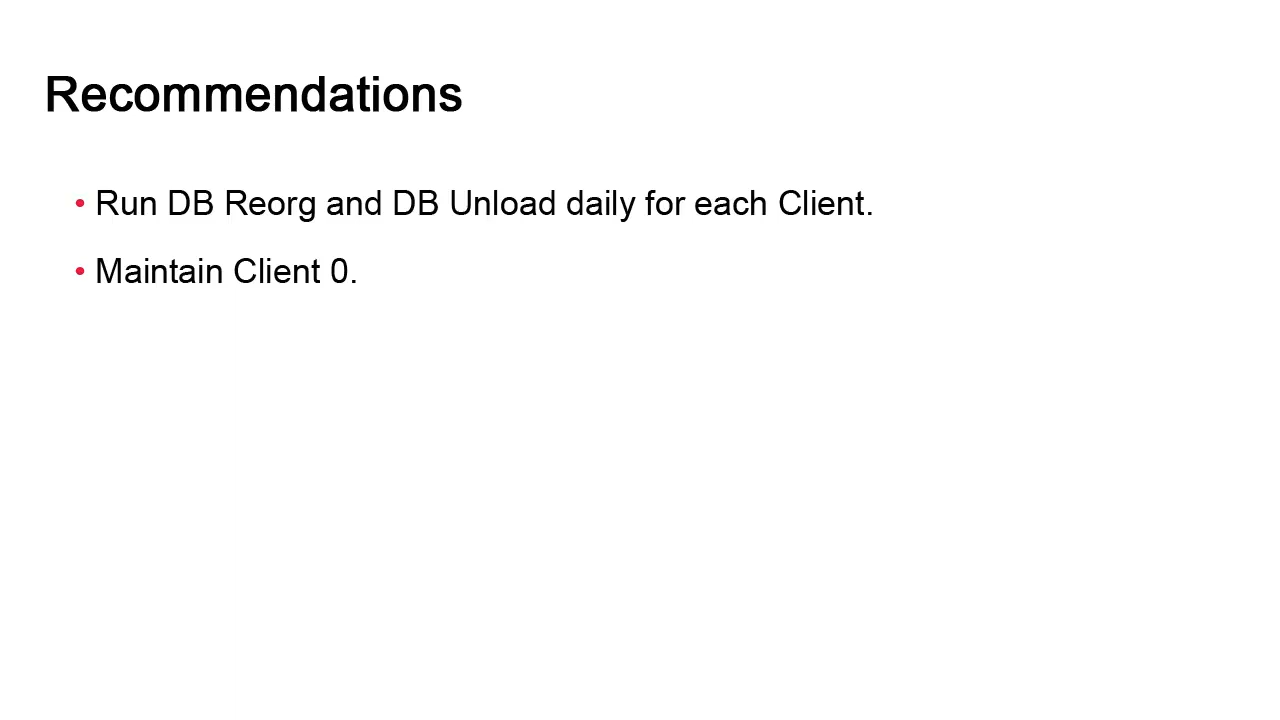 Recommendations
• Run DB Reorg and DB Unload daily for each Client.
• Maintain Client 0.